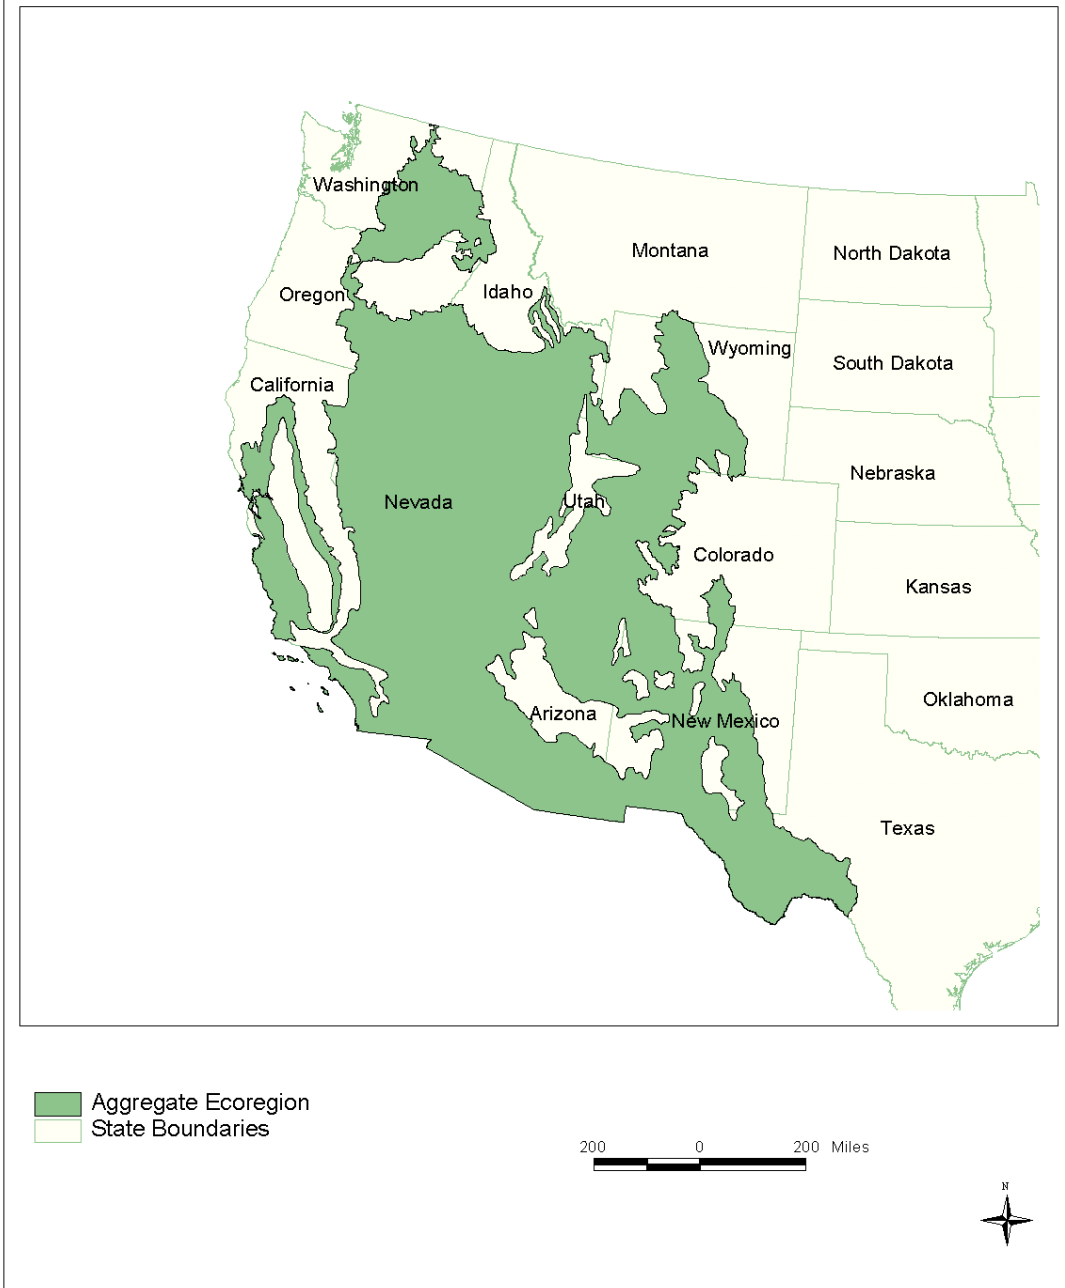 Washington
Montana
North Dakota
Oregon
Idaho
Wyoming
South Dakota
California
Nebraska
Nevada
Utah
Colorado
Kansas
Arizona
New Mexico
Oklahoma
Texas
Aggregate Ecoregion
State Boundaries
200 0 200 Miles
N